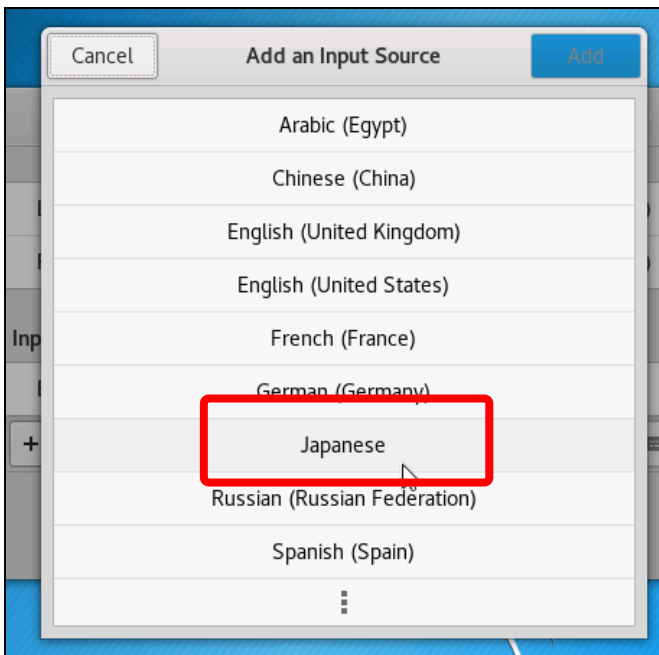 Cancel Add an Input Source Add
Arabic (Egypt)
Chinese (China)
English (United Kingdom)
English (United States)
French (France)
Inp
German (Germany)
+
Japanese
Russian (Russian Federation)
Spanish (Spain)